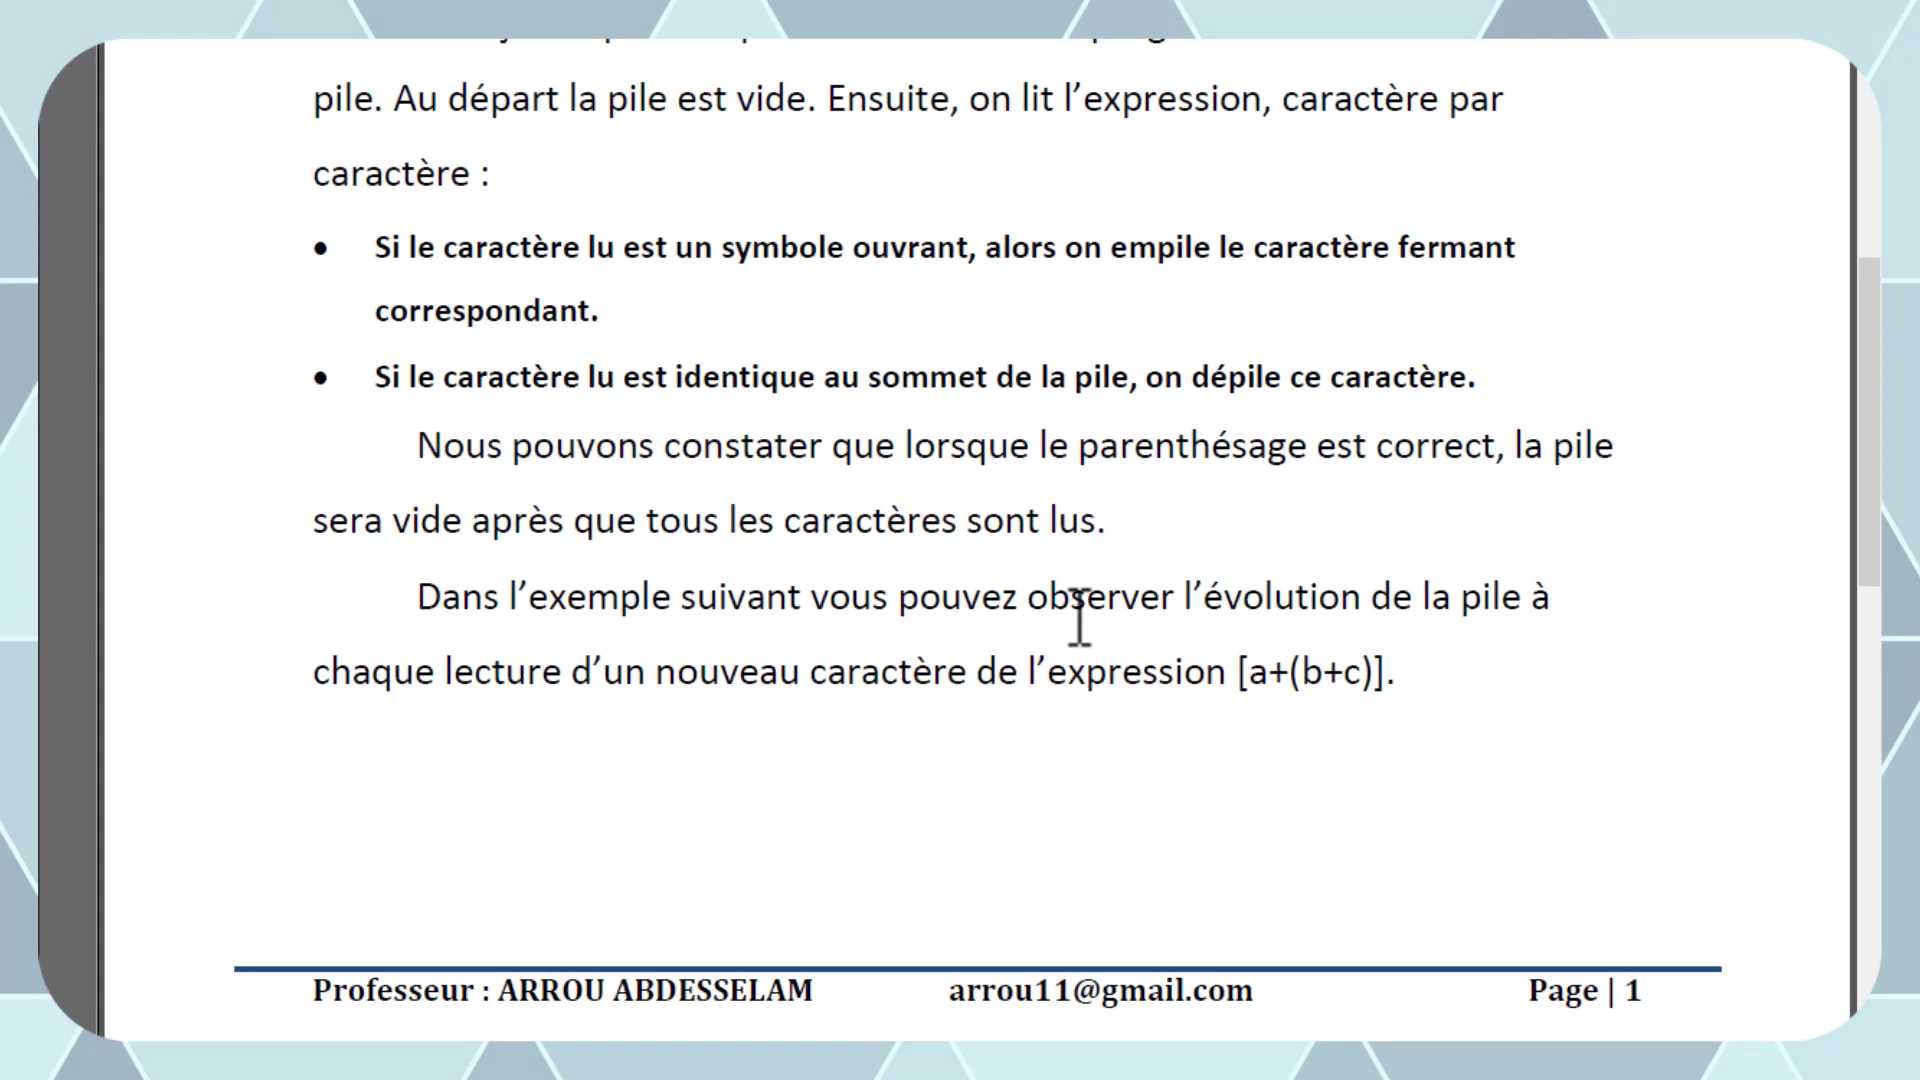 pile. Au départ la pile est vide. Ensuite, on lit l’expression, caractère par
caractère :
• Si le caractère lu est un symbole ouvrant, alors on empile le caractère fermant
correspondant.
• Si le caractère lu est identique au sommet de la pile, on dépile ce caractère.
Nous pouvons constater que lorsque le parenthésage est correct, la pile
sera vide après que tous les caractères sont lus.
Dans l’exemple suivant vous pouvez observer l’évolution de la pile à
chaque lecture d’un nouveau caractère de l’expression [a+(b+c)].
Professeur : ARROU ABDESSELAM arrou11@gmail.com Page | 1